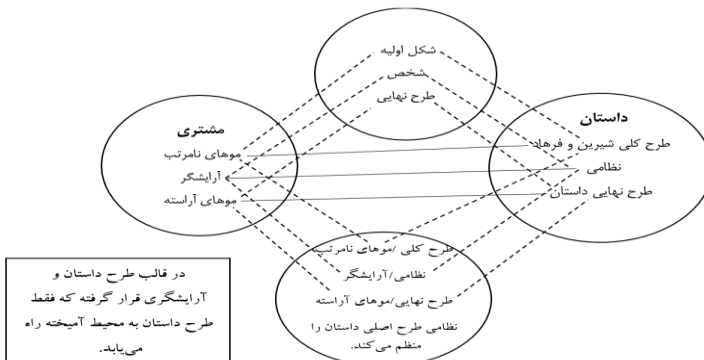 شکل اولیه
شخص
طرح نهایی
داستان
طرح کلی شیرین و فرهاد
نظامی
طرح نهایی داستان
مشتری
موهای نامرتب
آرایشگر
موهای آراسته
طرح کلی /موهای نامرتب
نظامی/آرایشگر
طرح نهایی/موهای آراسته
نظامی طرح اصلی داستان را
منظم می‌کند.
در قالب طرح داستان و
آرایشگری قرار گرفته که فقط
طرح داستان به محیط آمیخته راه
می‌یابد.